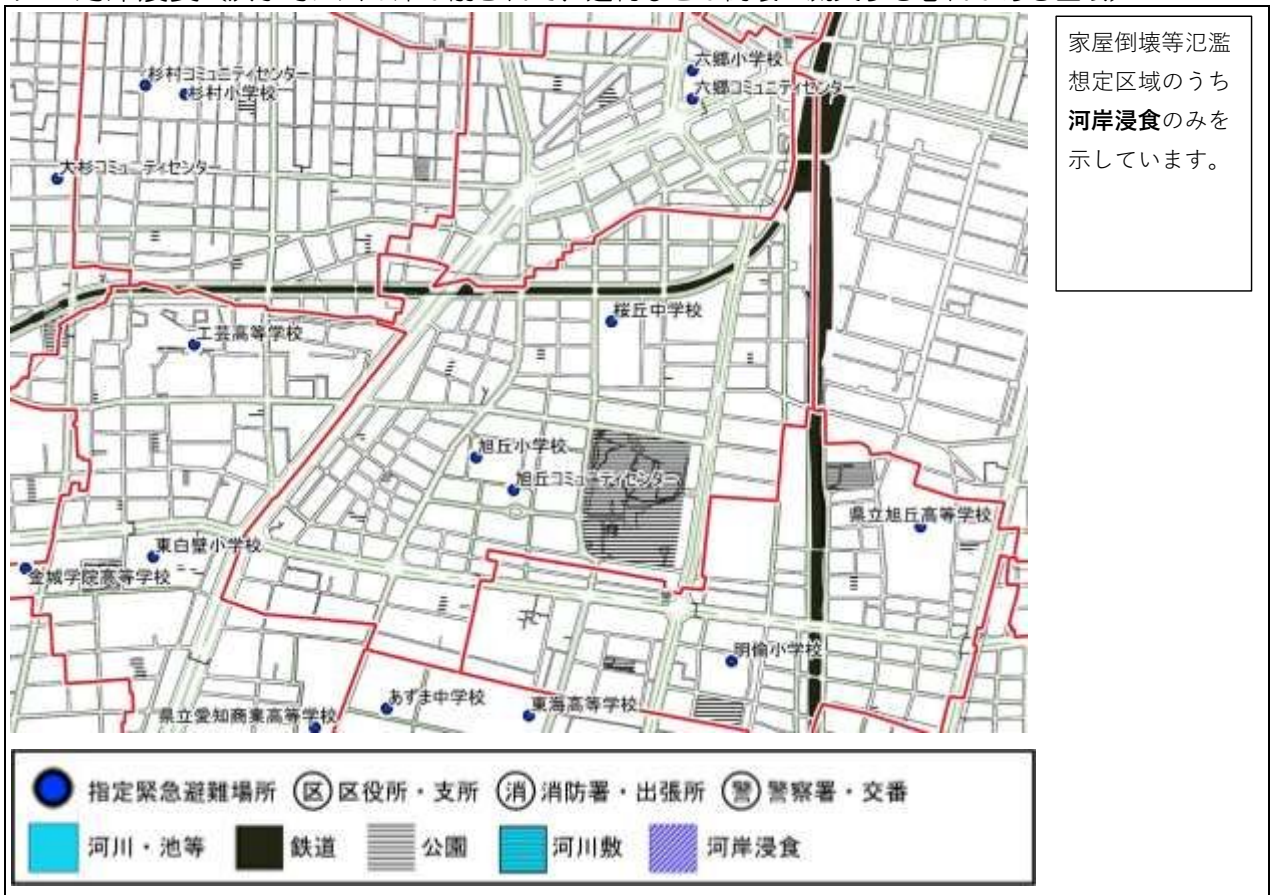 家屋倒壊等氾濫
想定区域のうち
河岸浸食のみを
示しています。
六郷小学校
六郷コミュニティセンター
杉村コミュニティセンター
杉村小学校
大杉コミュニティセンター
桜丘中学校
工芸高等学校
旭丘小学校
旭丘コミュニティセンター
県立旭丘高等学校
東白壁小学校
金城学院高等学校
明倫小学校
あずま中学校
東海高等学校
県立愛知商業高等学校
指定緊急避難場所 区 区役所・支所 消 消防署・出張所 警 警察署・交番
河川・池等 鉄道 公園 河川敷 河岸浸食